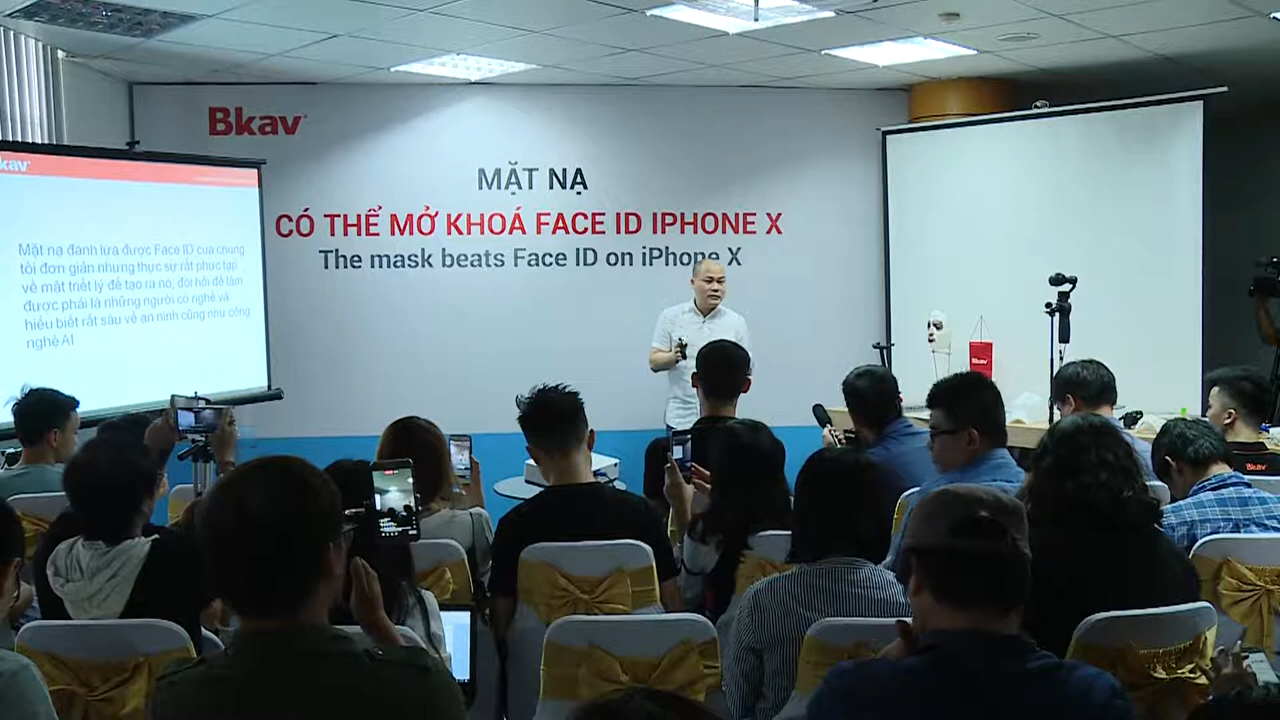 Bkav
MẶT NẠ
CÓ THỂ MỞ KHOÁ FACE ID IPHONE X
The mask beats Face ID on iPhone X
kav
Mặt nạ đánh lừa được Face ID của chúng
tôi đơn giản nhưng thực sự rất phức tạp
về mặt triết lý để tạo ra nó, đòi hỏi để làm
được phải là những người có nghề và
hiểu biết rất sâu về an ninh cũng như công
nghệ AI
Bkav
Bkav